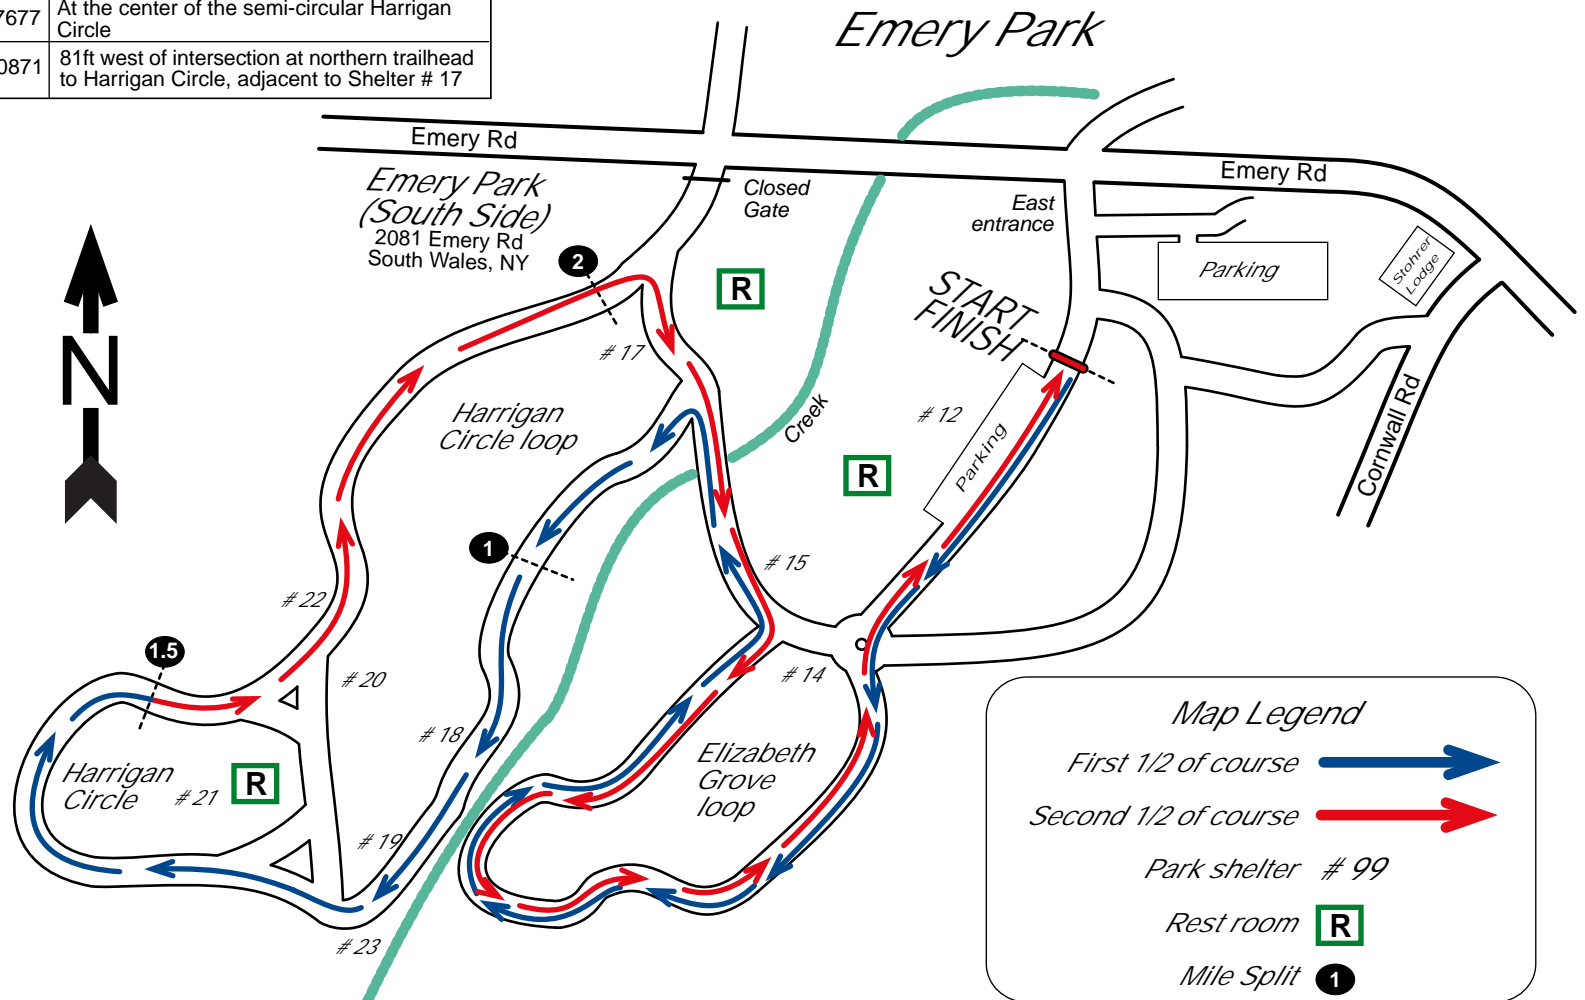 7677
At the center of the semi-circular Harrigan
Circle
0871
81ft west of intersection at northern trailhead
to Harrigan Circle, adjacent to Shelter # 17
Emery Park
Emery Rd
Emery Rd
Emery Park
(South Side)
2081 Emery Rd
South Wales, NY
Closed
Gate
East
entrance
Parking
Stohrer
Lodge
N
2
R
START
FINISH
# 17
Harrigan
Circle loop
Creek
# 12
Parking
Cornwall Rd
R
1
# 15
# 22
1.5
# 20
# 14
# 18
Harrigan
Circle
# 21
R
Elizabeth
Grove
loop
# 19
# 23
Map Legend
First 1/2 of course
Second 1/2 of course
Park shelter # 99
Rest room R
Mile Split 1